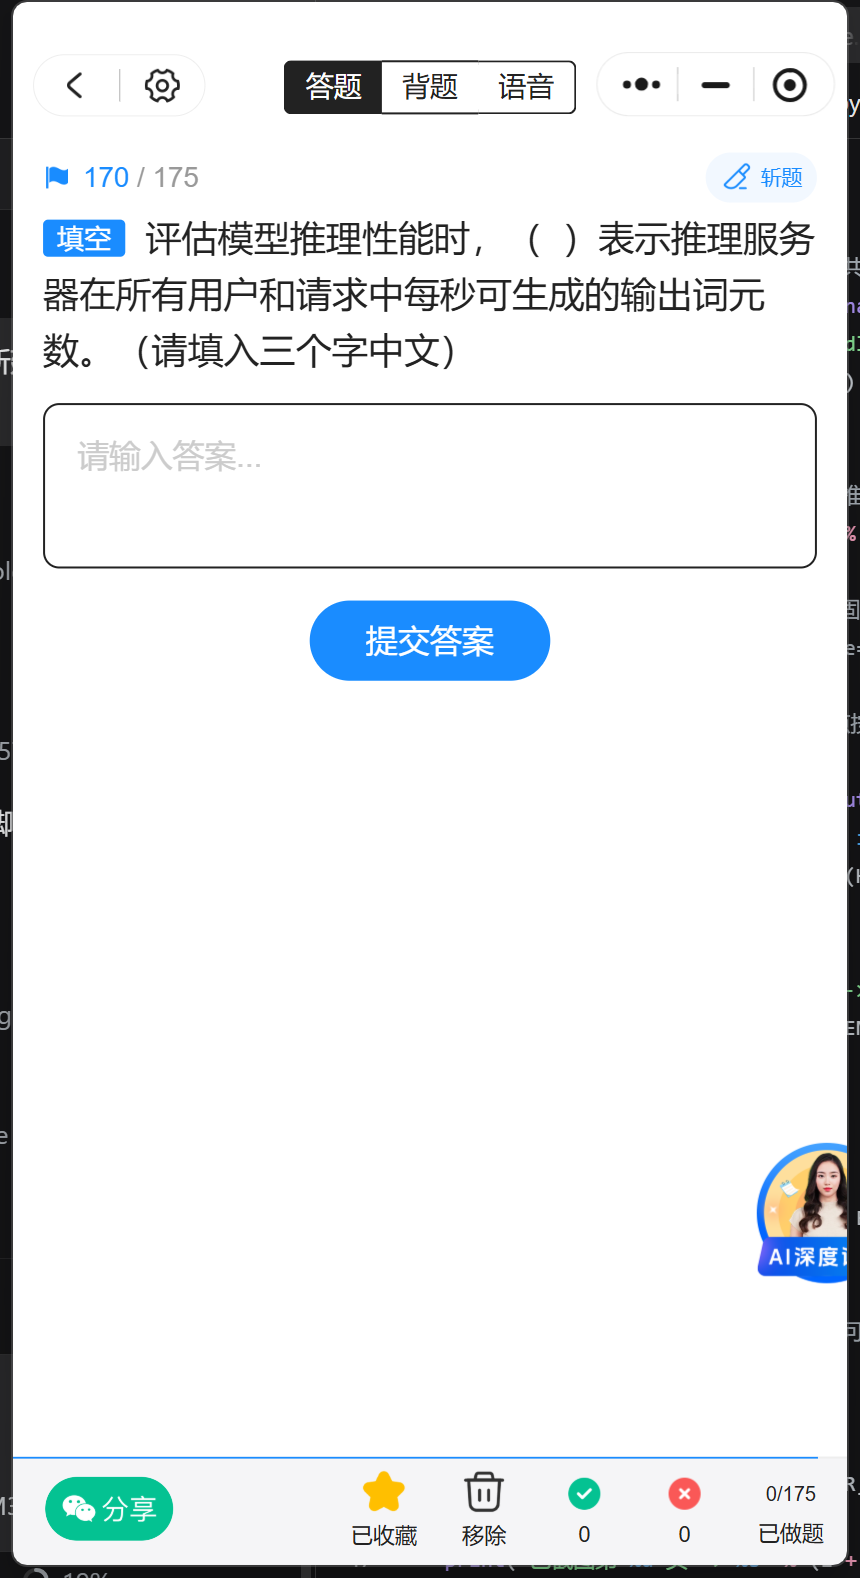 答题 背题 语音
170 / 175
斩题
填空 评估模型推理性能时，（ ）表示推理服务
器在所有用户和请求中每秒可生成的输出词元
数。（请填入三个字中文）
请输入答案...
提交答案
AI深度
分享
已收藏
移除
0
0
0/175
已做题